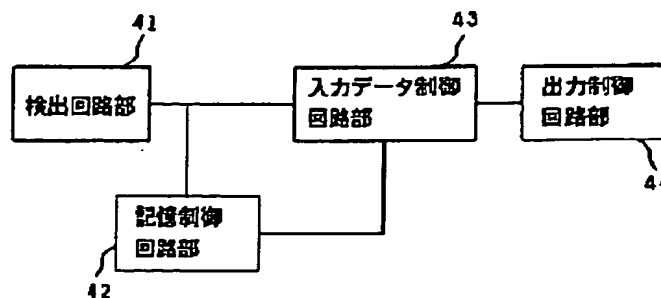 41
43
検出回路部
入力データ制御
回路部
出力制御
回路部
44
記憶制御
回路部
42